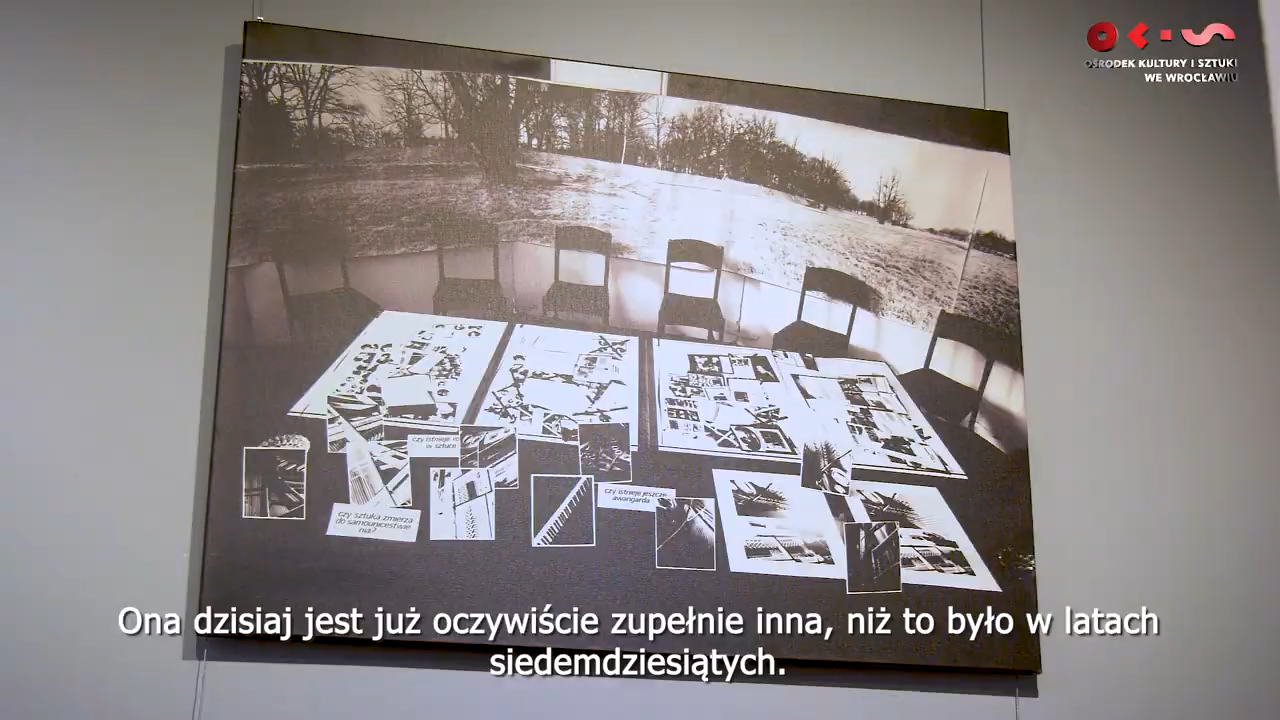 OKiS
OŚRODEK KULTURY I SZTUKI
WE WROCŁAWIU
czy istnieje
w sztuce
czy istnieje jeszcze
awangarda
czy sztuka zmierza
do samounicestwie
nia?
Ona dzisiaj jest już oczywiście zupełnie inna, niż to było w latach
siedemdziesiątych.